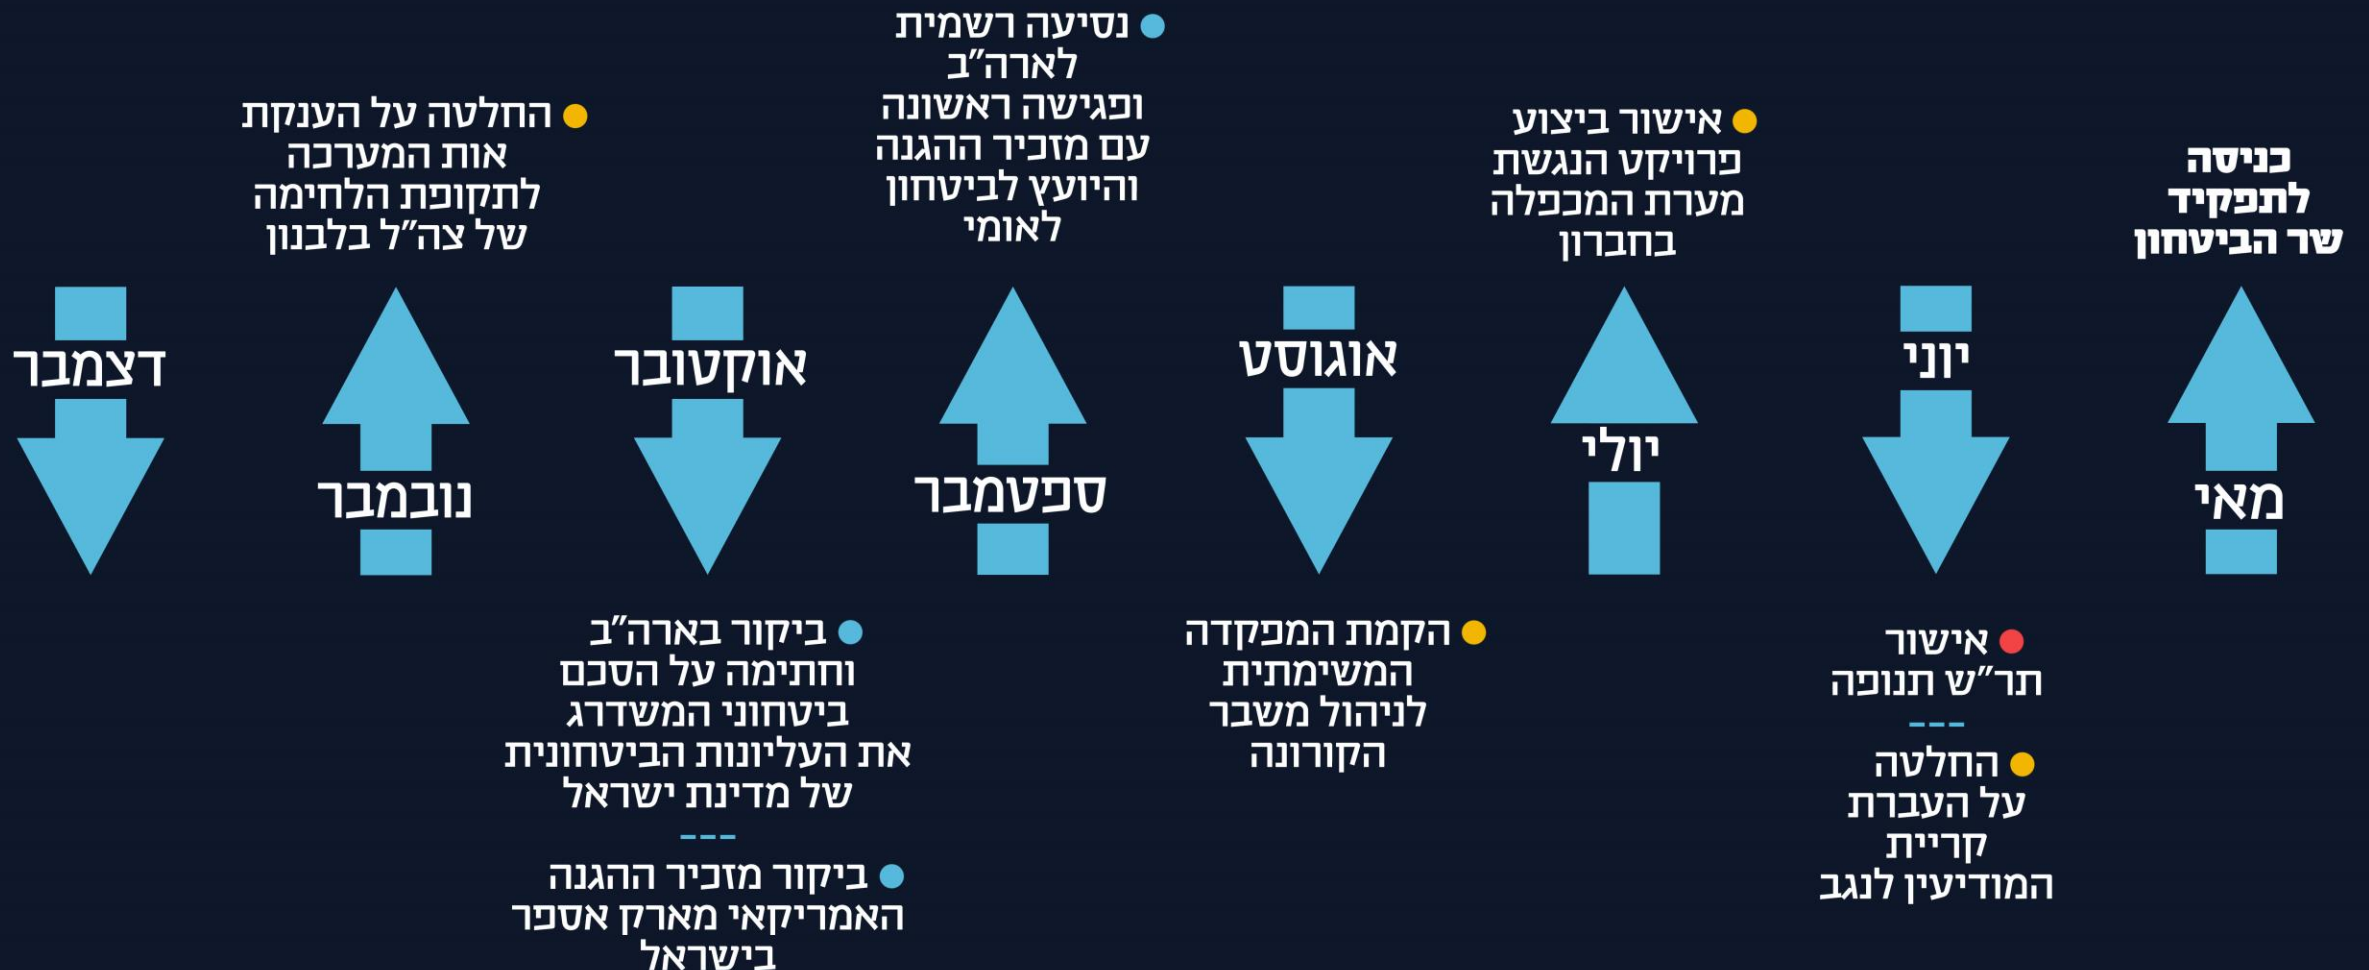 כניסה
לתפקיד
שר הביטחון
מאי
יוני
אישור
תר"ש תנופה
---
החלטה
על העברת
קריית
המודיעין לנגב
אישור ביצוע
פרויקט הנגשת
מערת המכפלה
בחברון
יולי
אוגוסט
הקמת המפקדה
המשימתית
לניהול משבר
הקורונה
נסיעה רשמית
לארה"ב
ופגישה ראשונה
עם מזכיר ההגנה
והיועץ לביטחון
לאומי
ספטמבר
אוקטובר
ביקור בארה"ב
וחתימה על הסכם
ביטחוני המשדרג
את העליונות הביטחונית
של מדינת ישראל
---
ביקור מזכיר ההגנה
האמריקאי מארק אספר
בישראל
החלטה על הענקת
אות המערכה
לתקופת הלחימה
של צה"ל בלבנון
נובמבר
דצמבר